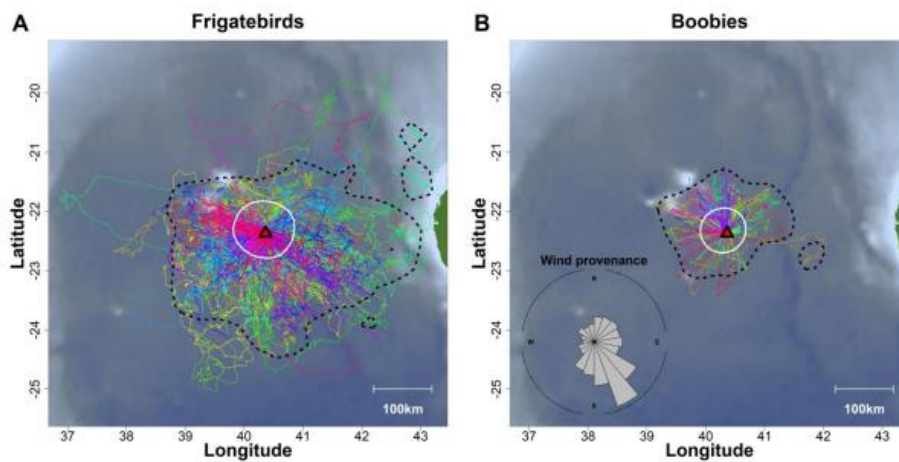 A Frigatebirds
-20
-21
-22
-23
-24
-25
Latitude
100km
37 38 39 40 41 42 43
Longitude
B Boobies
-20
-21
-22
-23
-24
-25
Latitude
Wind provenance
100km
37 38 39 40 41 42 43
Longitude